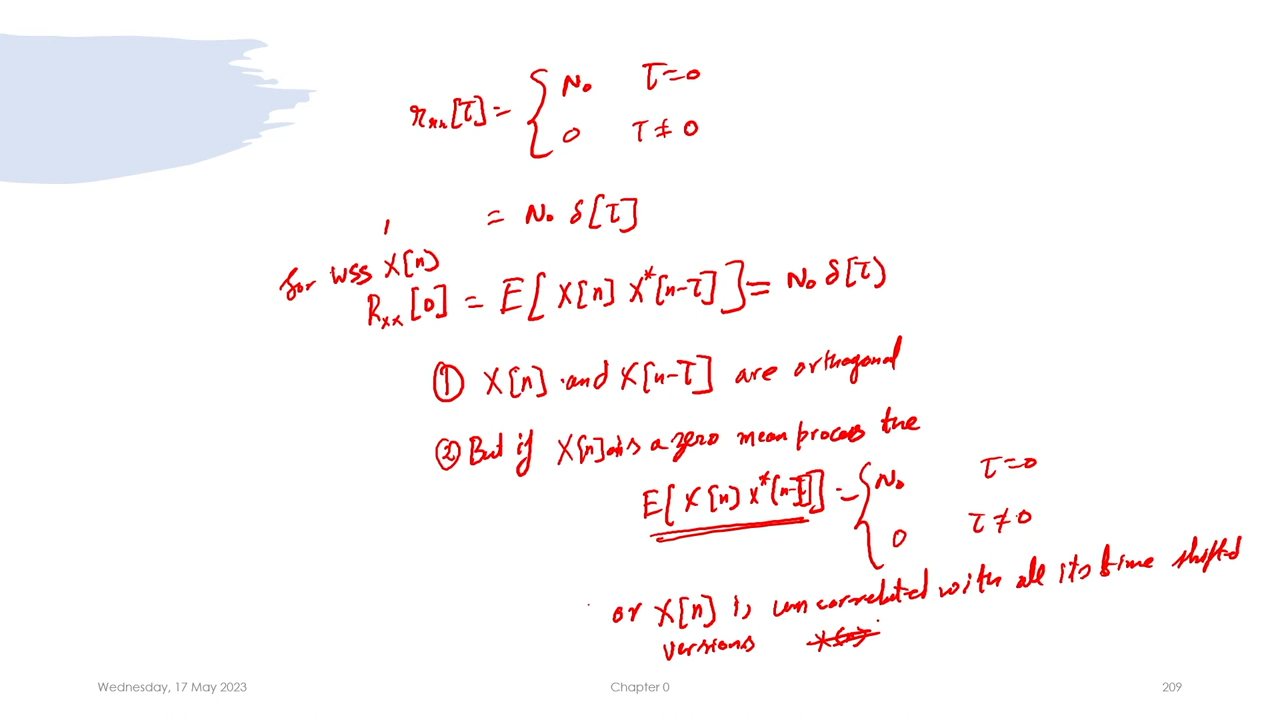 r_xx[τ] = { N₀ τ=0
0 τ≠0
= N₀ δ[τ]
for WSS X[n]
R_xx[0] = E[X[n] X*[n-τ]] = N₀ δ[τ]
① X[n] and X[n-τ] are orthogonal
② But if X[n] is a zero mean process the
E[X[n] X*[n-τ]] = { N₀ τ=0
0 τ≠0
or X[n] is uncorrelated with all its time shifted
versions
Wednesday, 17 May 2023 Chapter 0 209